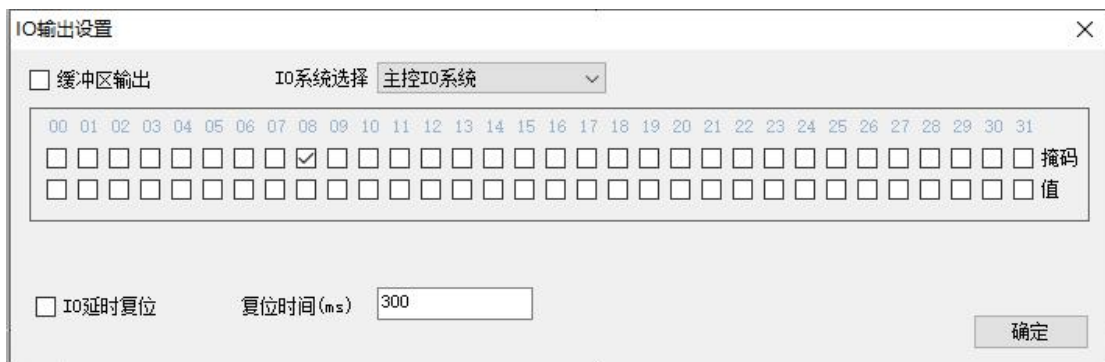 IO输出设置
缓冲区输出 IO系统选择 主控IO系统
00 01 02 03 04 05 06 07 08 09 10 11 12 13 14 15 16 17 18 19 20 21 22 23 24 25 26 27 28 29 30 31
掩码
值
IO延时复位 复位时间(ms) 300
确定